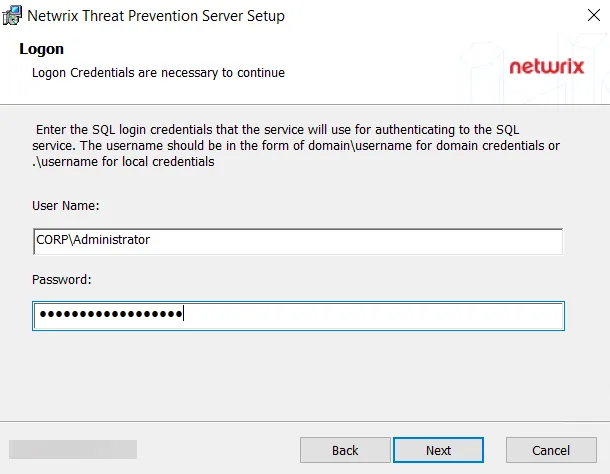 Netwrix Threat Prevention Server Setup
Logon
Logon Credentials are necessary to continue
netwrix
Enter the SQL login credentials that the service will use for authenticating to the SQL
service. The username should be in the form of domain\username for domain credentials or
.\username for local credentials
User Name:
CORP\Administrator
Password:
●●●●●●●●●●●●●●●●●●
Back
Next
Cancel